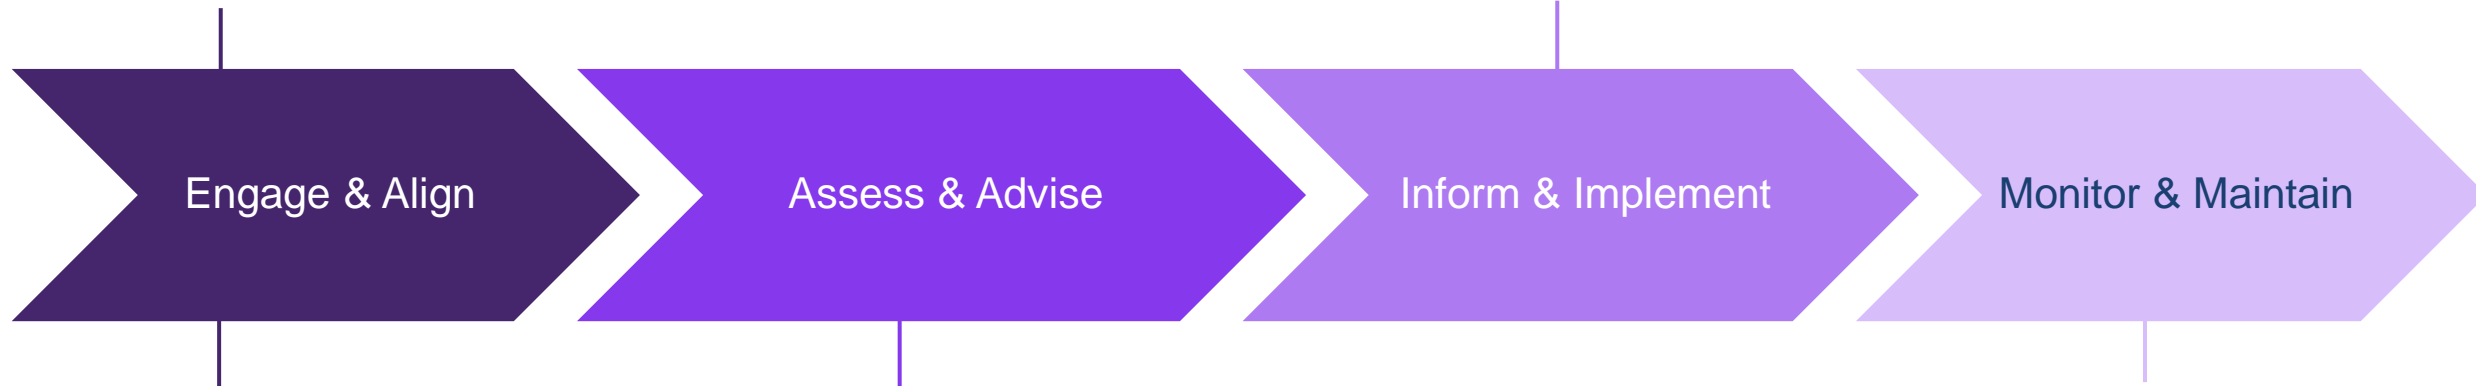 Engage & Align
Assess & Advise
Inform & Implement
Monitor & Maintain